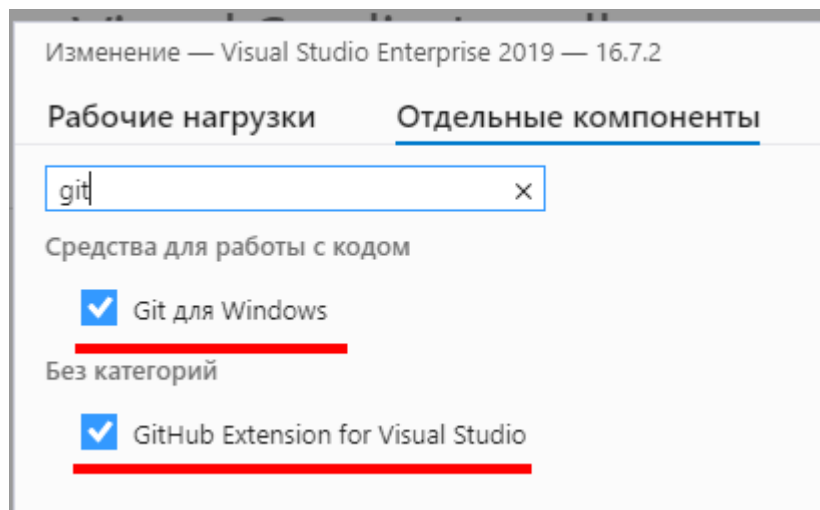 Изменение — Visual Studio Enterprise 2019 — 16.7.2
Рабочие нагрузки Отдельные компоненты
git
Средства для работы с кодом
Git для Windows
Без категорий
GitHub Extension for Visual Studio